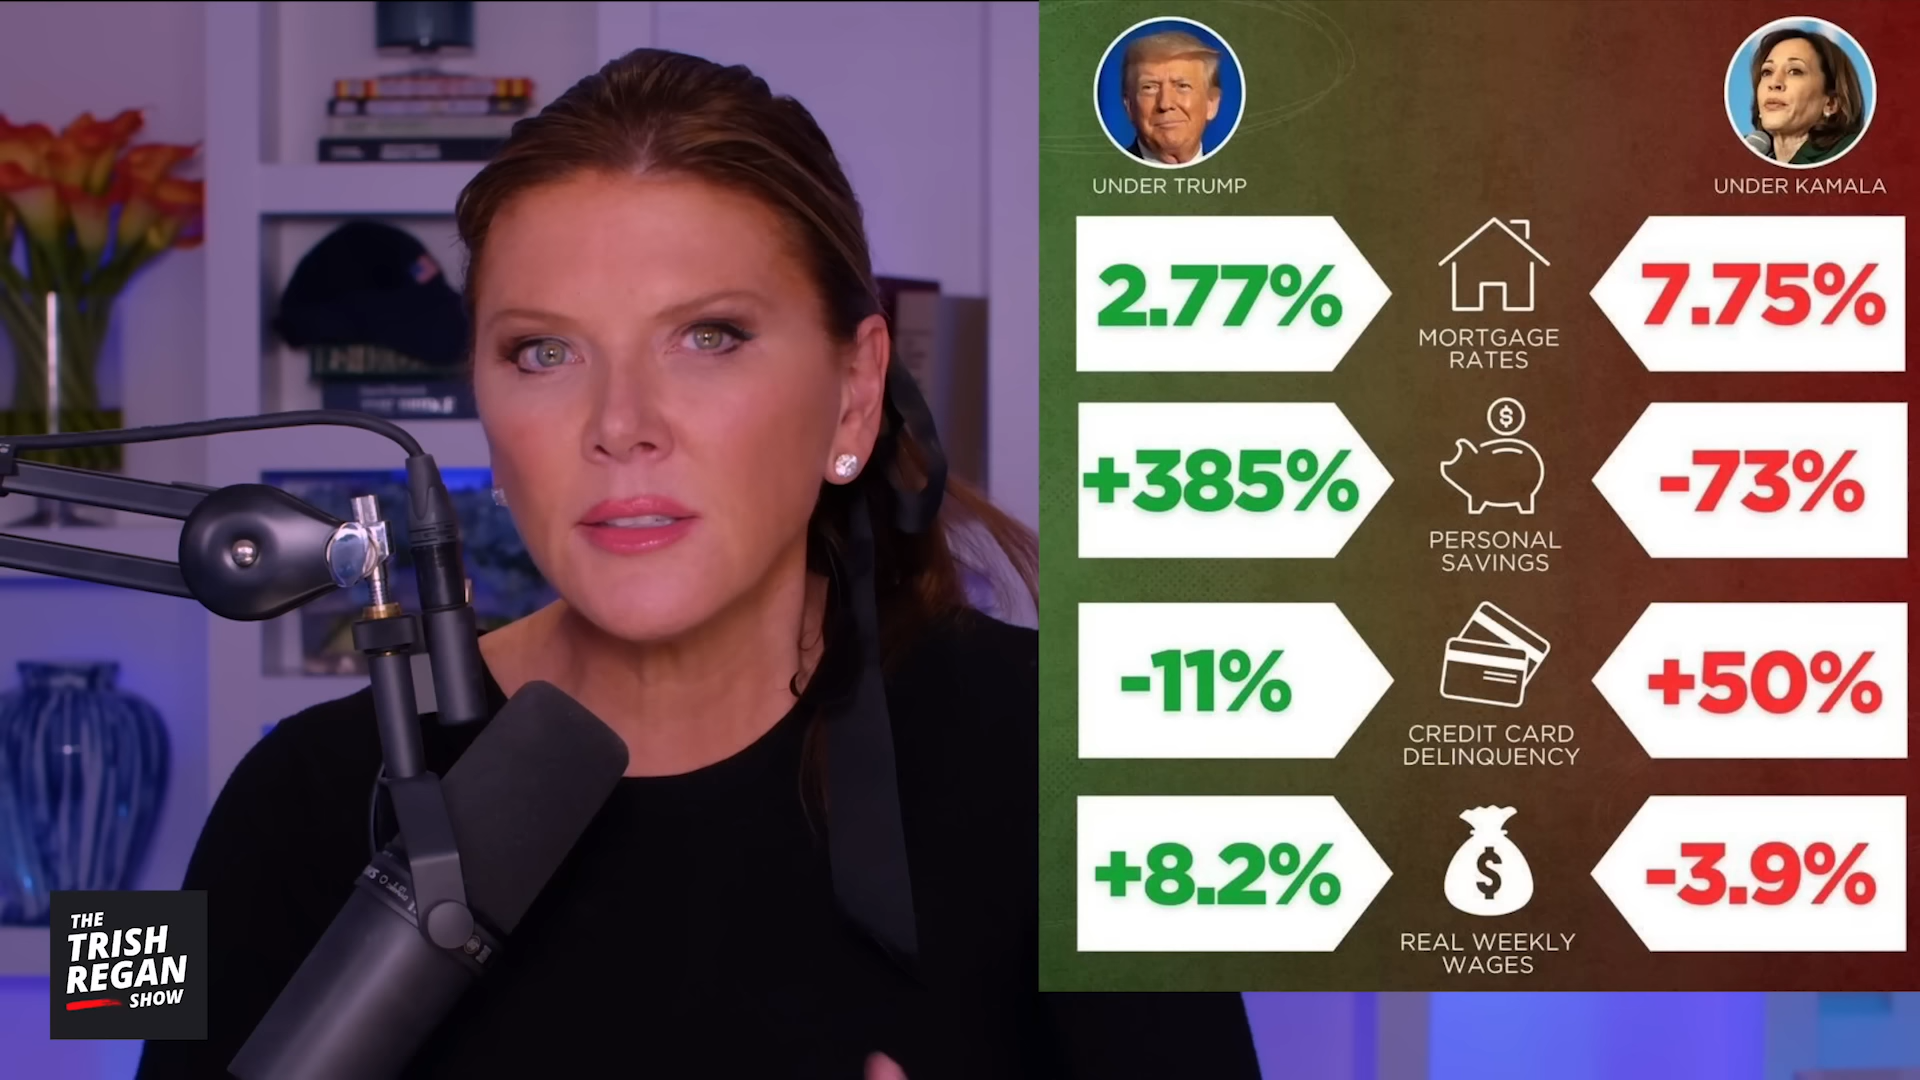 UNDER TRUMP
UNDER KAMALA
2.77%
MORTGAGE
RATES
7.75%
+385%
$
PERSONAL
SAVINGS
-73%
-11%
CREDIT CARD
DELINQUENCY
+50%
+8.2%
$
REAL WEEKLY
WAGES
-3.9%
THE
TRISH
REGAN
SHOW